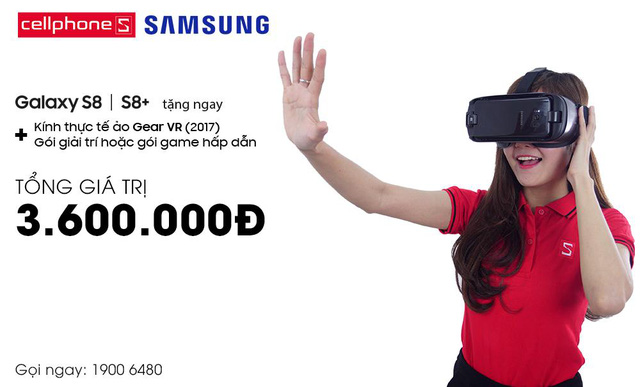 cellphoneS SAMSUNG
Galaxy S8 | S8+ tặng ngay
+ Kính thực tế ảo Gear VR (2017)
Gói giải trí hoặc gói game hấp dẫn
TỔNG GIÁ TRỊ
3.600.000Đ
Gọi ngay: 1900 6480
S